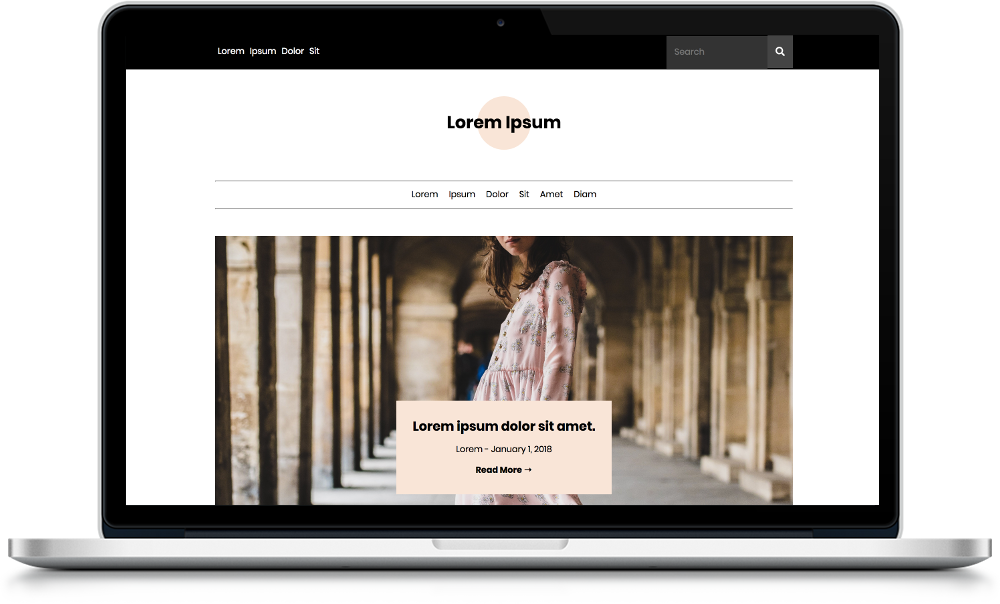 Lorem Ipsum Dolor Sit
Search
Lorem Ipsum
Lorem Ipsum Dolor Sit Amet Diam
Lorem ipsum dolor sit amet.
Lorem - January 1, 2018
Read More →